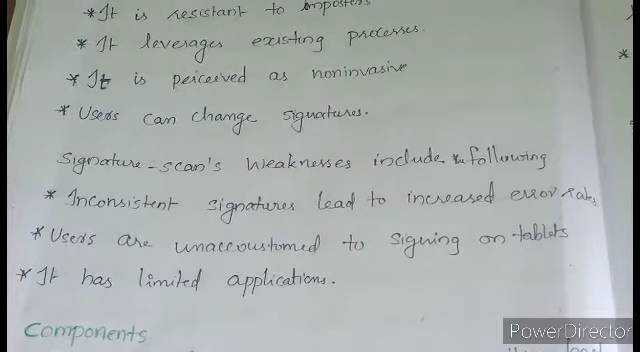 * It is resistant to imposters
* It leverages existing processes.
* It is perceived as noninvasive
* Users can change signatures.
Signature-scan's weaknesses include the following
* Inconsistent signatures lead to increased error rates
* Users are unaccoustomed to signing on tablets
* It has limited applications.
Components
PowerDirector